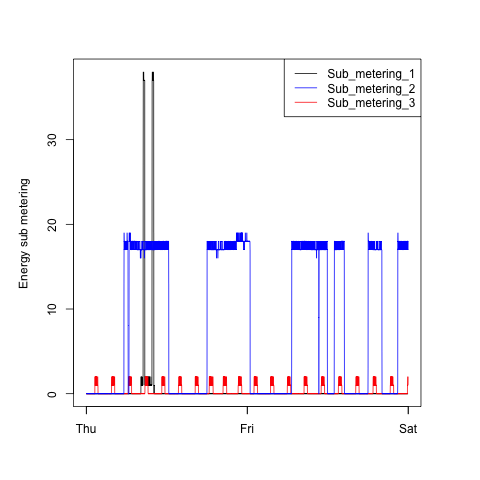 Sub_metering_1
Sub_metering_2
Sub_metering_3
Energy sub metering
30
20
10
0
Thu
Fri
Sat